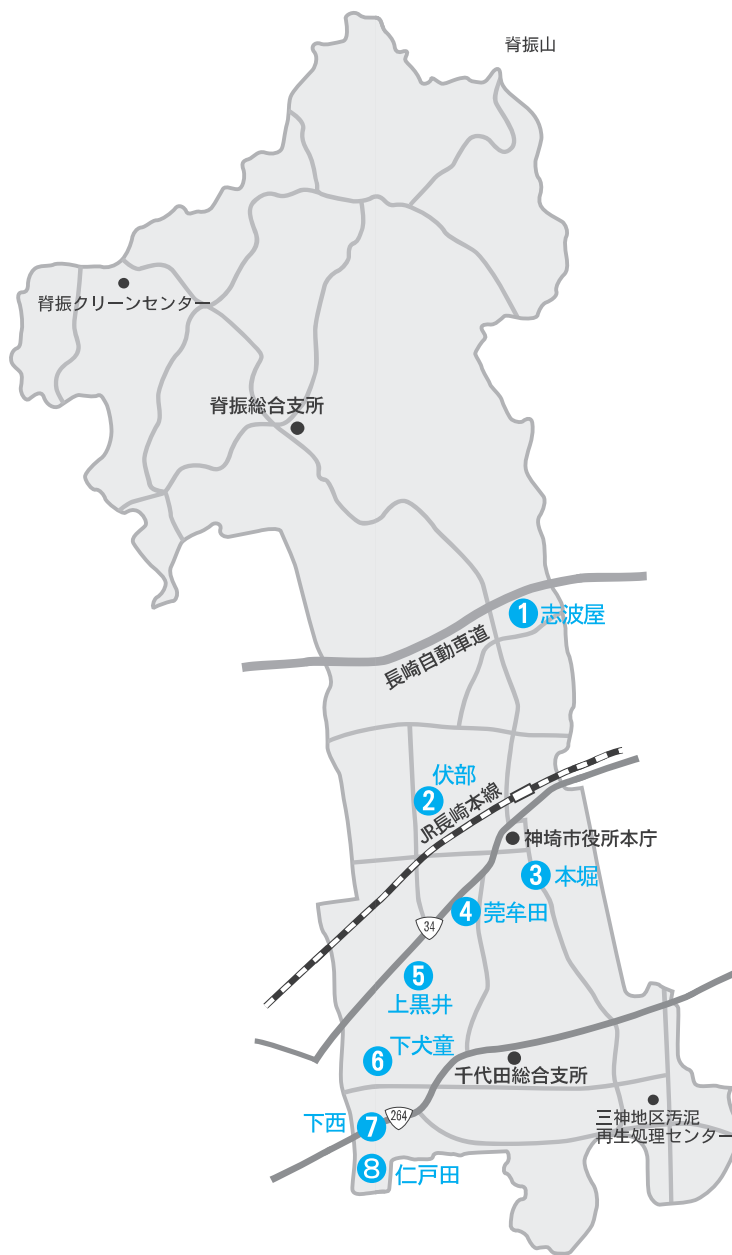 脊振山
脊振クリーンセンター
脊振総合支所
1 志波屋
長崎自動車道
伏部
2
JR長崎本線
神埼市役所本庁
3 本堀
4 莞牟田
34
5
上黒井
下犬童
6
千代田総合支所
264
下西 7
三神地区汚泥
再生処理センター
8 仁戸田